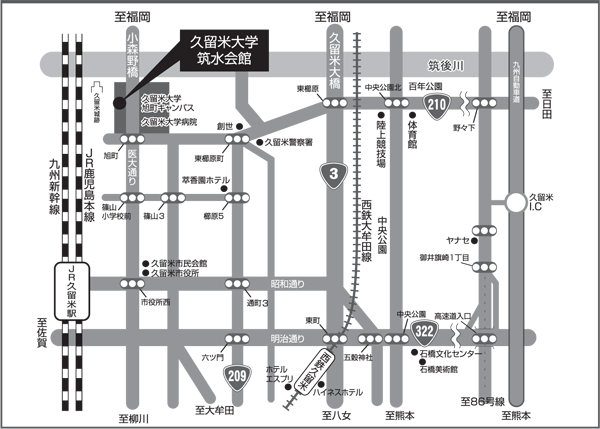 至福岡
至福岡
至福岡
久留米大学
筑水会館
小森野橋
久留米大橋
筑後川
九州自動車道
至日田
久留米城跡
久留米大学
旭町キャンパス
久留米大学病院
東櫛原
中央公園北
百年公園
210
野々下
創世
陸上競技場
体育館
旭町
医大通り
東櫛原町
久留米警察署
九州新幹線
JR鹿児島本線
萃香園ホテル
3
篠山
小学校前
篠山3
櫛原5
西鉄大牟田線
中央公園
久留米
I.C
ヤナセ
御井旗崎1丁目
久留米市民会館
久留米市役所
JR久留米駅
市役所西
昭和通り
通町3
至佐賀
明治通り
東町
中央公園
322
高速道入口
六ツ門
五穀神社
石橋文化センター
石橋美術館
209
西鉄久留米
ホテル
エスプリ
ハイネスホテル
至柳川
至大牟田
至八女
至熊本
至86号線
至熊本